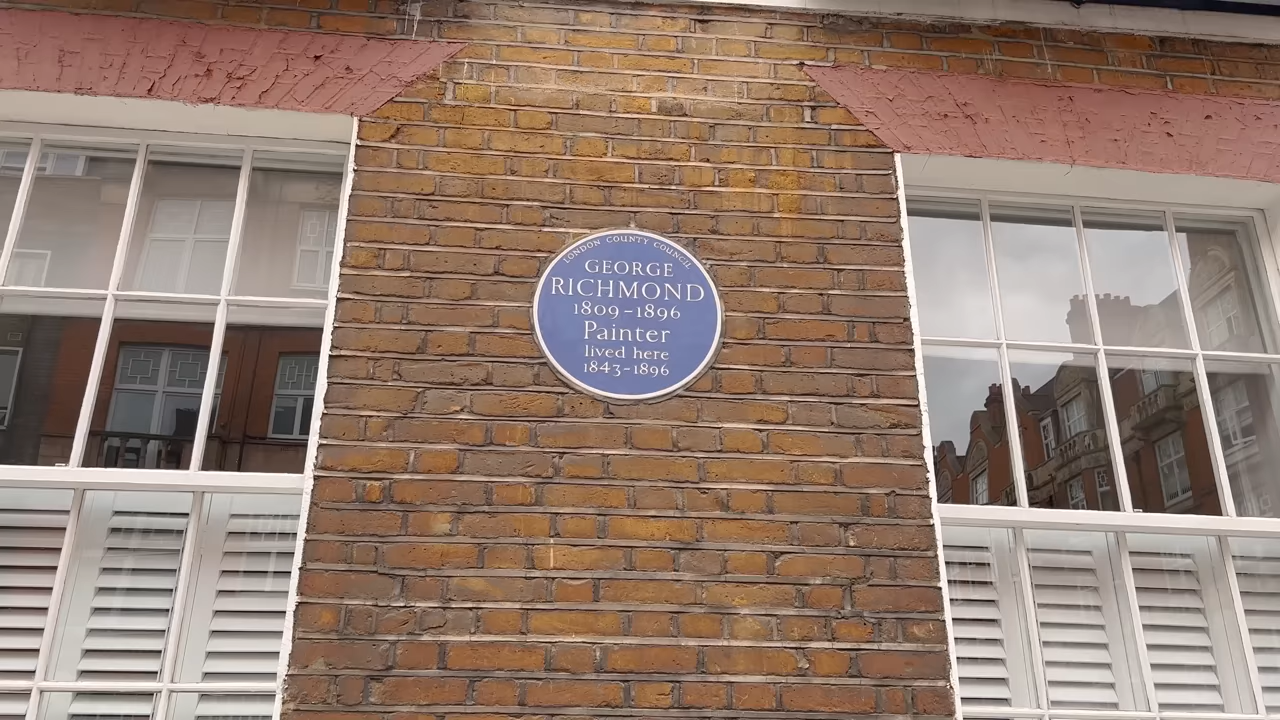 LONDON COUNTY COUNCIL
GEORGE
RICHMOND
1809-1896
Painter
lived here
1843-1896